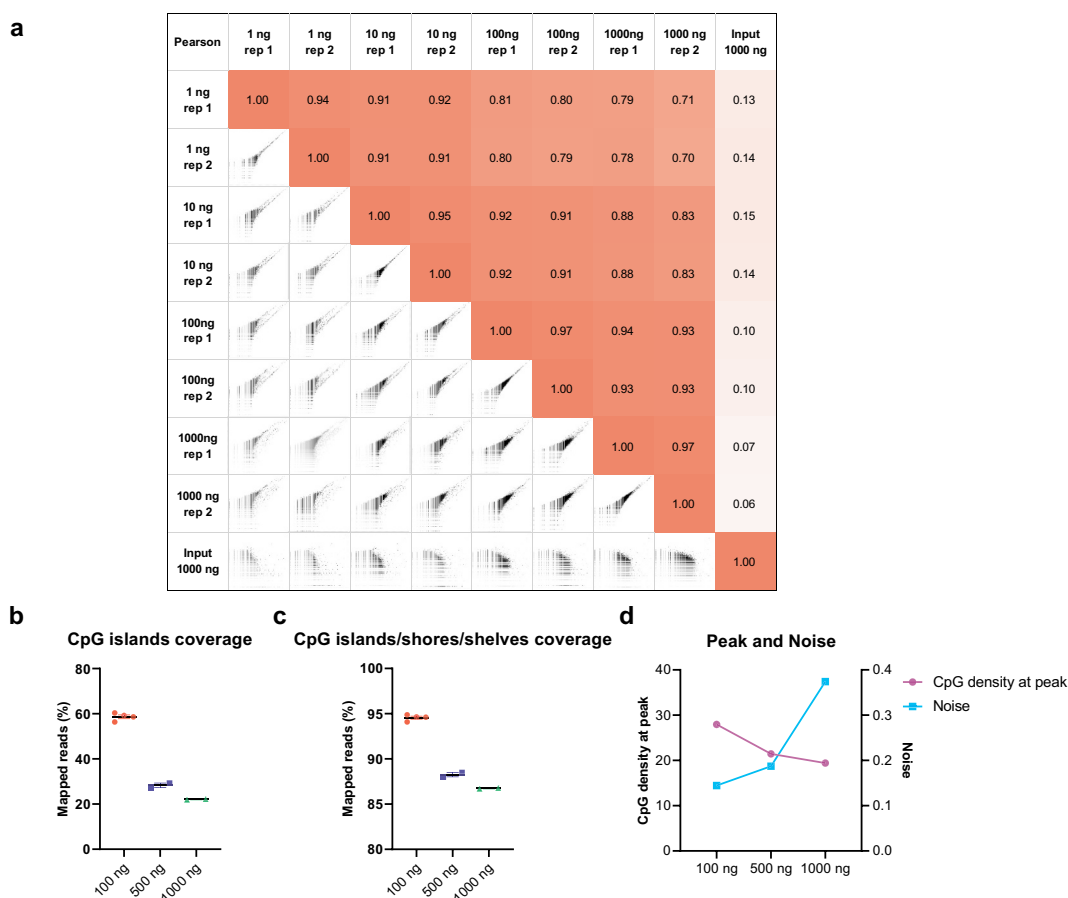 a
Pearson 1 ng rep 1 1 ng rep 2 10 ng rep 1 10 ng rep 2 100ng rep 1 100ng rep 2 1000ng rep 1 1000 ng rep 2 Input 1000 ng
1 ng rep 1 1.00 0.94 0.91 0.92 0.81 0.80 0.79 0.71 0.13
1 ng rep 2 1.00 0.91 0.91 0.80 0.79 0.78 0.70 0.14
10 ng rep 1 1.00 0.95 0.92 0.91 0.88 0.83 0.15
10 ng rep 2 1.00 0.92 0.91 0.88 0.83 0.14
100ng rep 1 1.00 0.97 0.94 0.93 0.10
100ng rep 2 1.00 0.93 0.93 0.10
1000ng rep 1 1.00 0.97 0.07
1000 ng rep 2 1.00 0.06
Input 1000 ng 1.00
b
CpG islands coverage
Mapped reads (%)
80
60
40
20
0
100 ng 500 ng 1000 ng
c
CpG islands/shores/shelves coverage
Mapped reads (%)
100
95
90
85
80
100 ng 500 ng 1000 ng
d
Peak and Noise
CpG density at peak
40
30
20
10
0
0.4
0.3
0.2
0.1
0.0
Noise
100 ng 500 ng 1000 ng
CpG density at peak
Noise